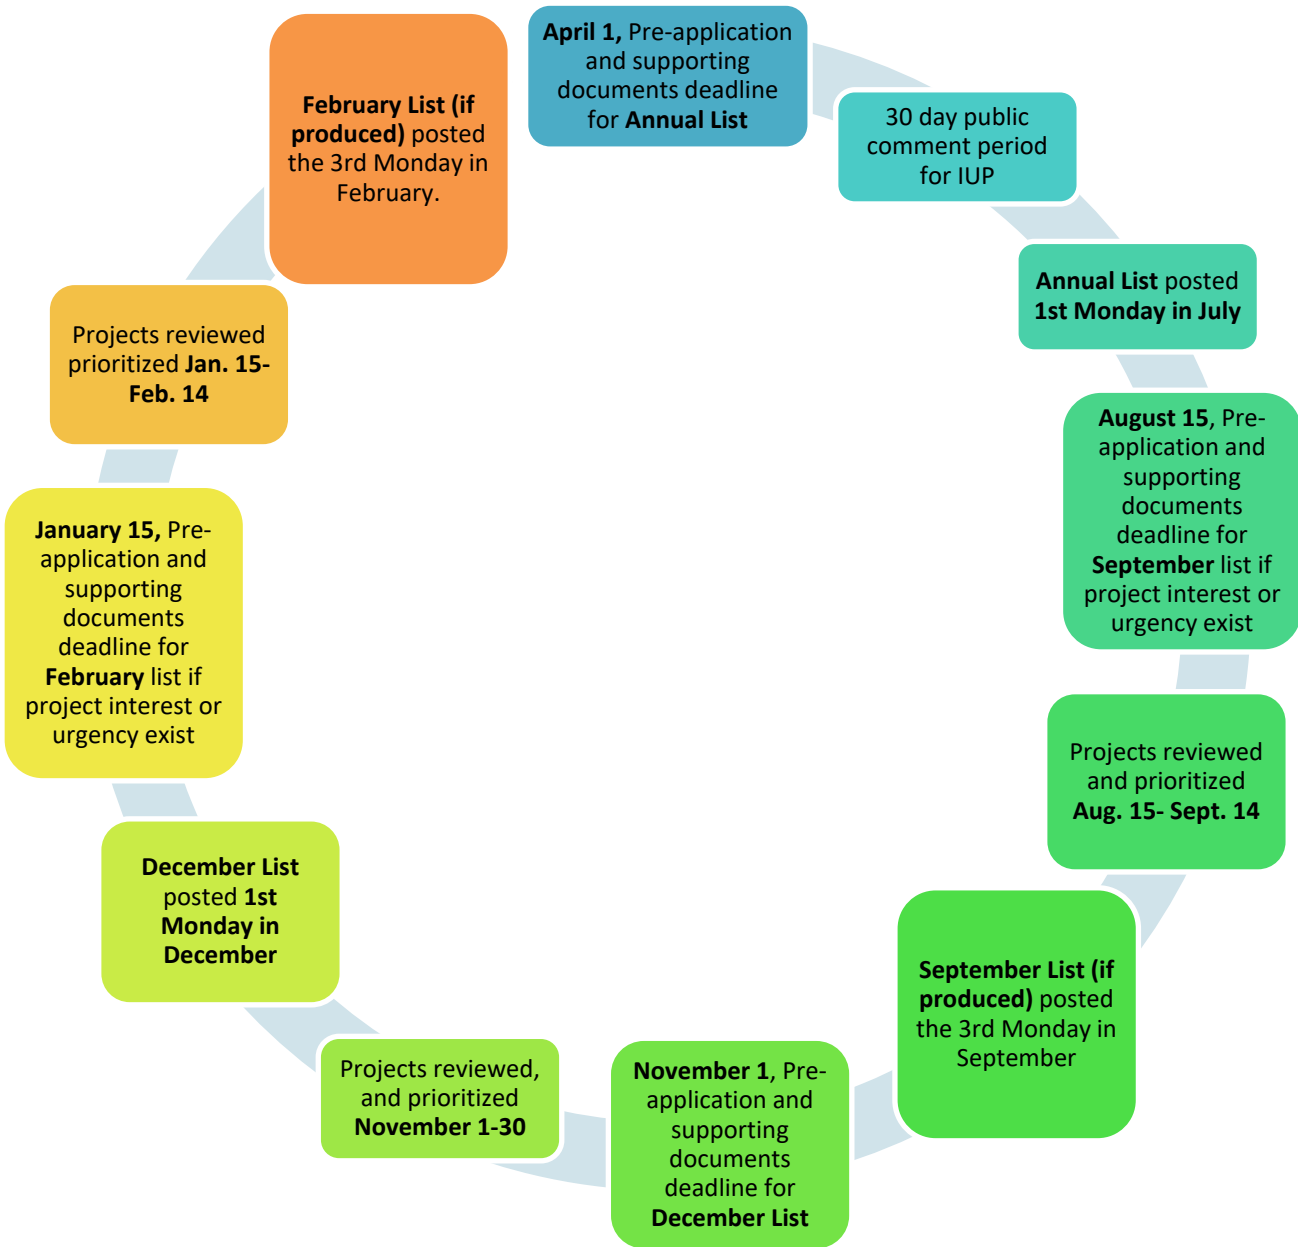 April 1, Pre-application
and supporting
documents deadline
for Annual List
30 day public
comment period
for IUP
Annual List posted
1st Monday in July
August 15, Pre-
application and
supporting
documents
deadline for
September list if
project interest or
urgency exist
Projects reviewed
and prioritized
Aug. 15- Sept. 14
September List (if
produced) posted
the 3rd Monday in
September
November 1, Pre-
application and
supporting
documents
deadline for
December List
Projects reviewed,
and prioritized
November 1-30
December List
posted 1st
Monday in
December
January 15, Pre-
application and
supporting
documents
deadline for
February list if
project interest or
urgency exist
Projects reviewed
prioritized Jan. 15-
Feb. 14
February List (if
produced) posted
the 3rd Monday in
February.